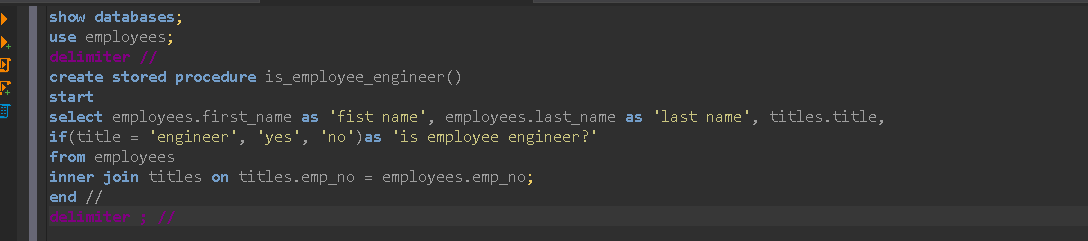 show databases;
use employees;
delimiter //
create stored procedure is_employee_engineer()
start
select employees.first_name as 'fist name', employees.last_name as 'last name', titles.title,
if(title = 'engineer', 'yes', 'no')as 'is employee engineer?'
from employees
inner join titles on titles.emp_no = employees.emp_no;
end //
delimiter ; //